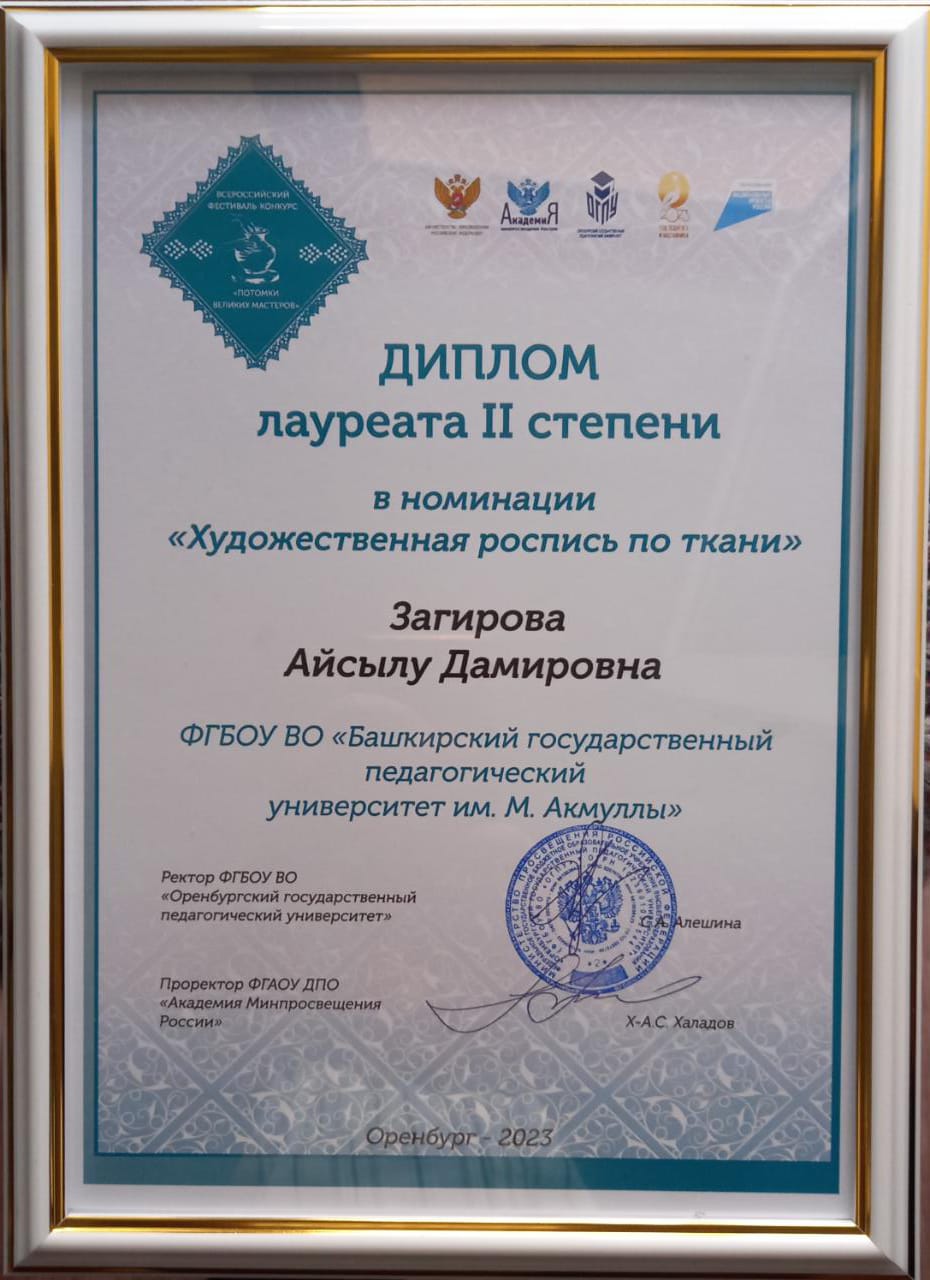 ВСЕРОССИЙСКИЙ
ФЕСТИВАЛЬ КОНКУРС
«ПОТОМКИ
ВЕЛИКИХ МАСТЕРОВ»
АкадемиЯ
ОГПУ
2023
ДИПЛОМ
лауреата II степени
в номинации
«Художественная роспись по ткани»
Загирова
Айсылу Дамировна
ФГБОУ ВО «Башкирский государственный
педагогический
университет им. М. Акмуллы»
Ректор ФГБОУ ВО
«Оренбургский государственный
педагогический университет»
С.А. Алешина
Проректор ФГАОУ ДПО
«Академия Минпросвещения
России»
Х-А.С. Халадов
Оренбург - 2023